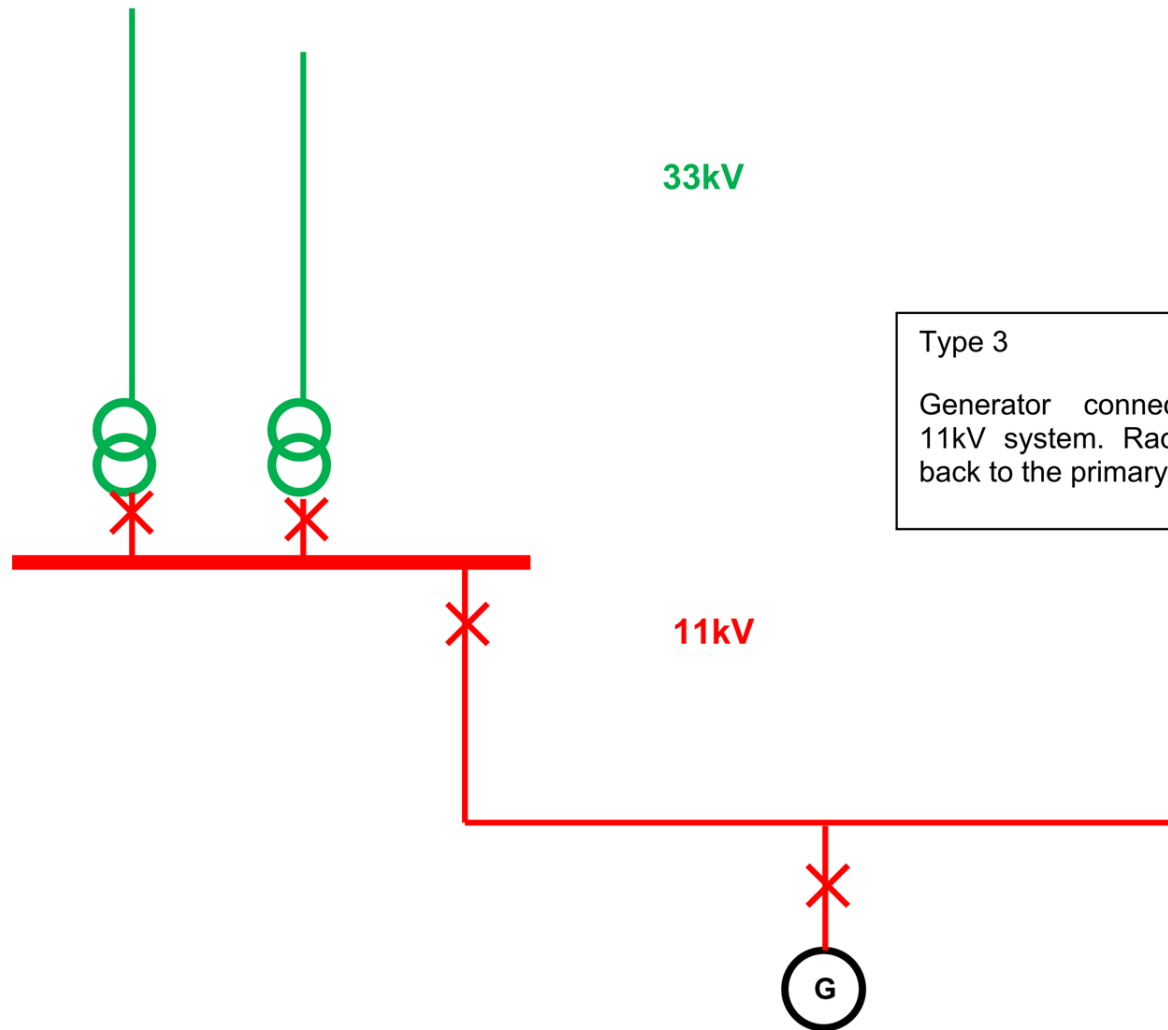 33kV
Type 3
Generator
11kV system.
back to the primary
11kV
G